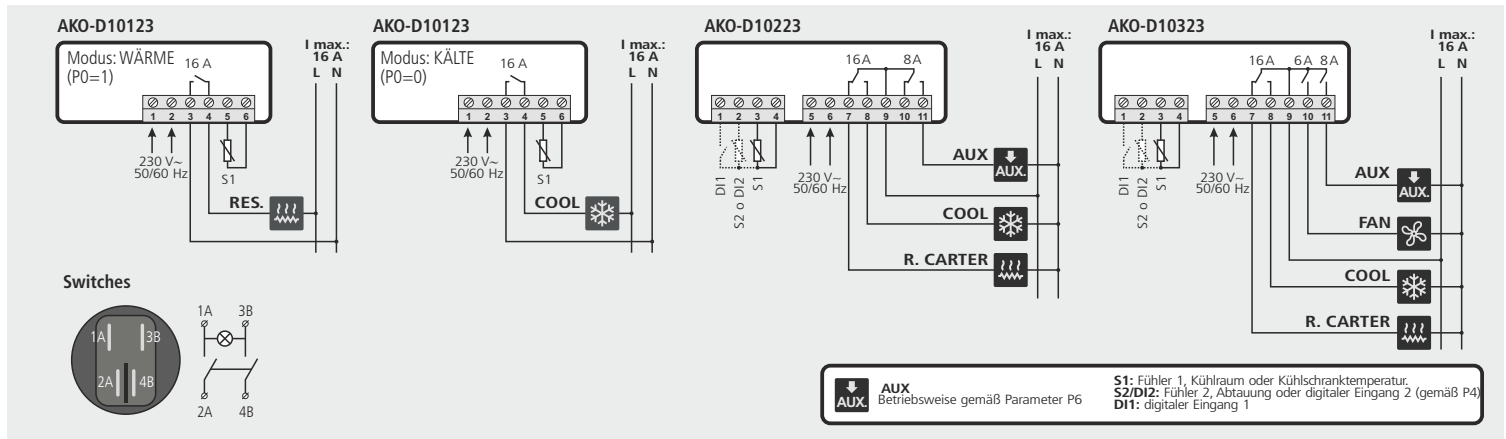 AKO-D10123
Modus: WÄRME
(P0=1)
16 A
I max.:
16 A
L N
1 2 3 4 5 6
230 V~
50/60 Hz
S1
RES.
AKO-D10123
Modus: KÄLTE
(P0=0)
16 A
I max.:
16 A
L N
1 2 3 4 5 6
230 V~
50/60 Hz
S1
COOL
AKO-D10223
16A 8A
I max.:
16 A
L N
1 2 3 4 5 6 7 8 9 10 11
DI1
S2 o DI2
S1
230 V~
50/60 Hz
AUX
AUX.
COOL
R. CARTER
AKO-D10323
16A 6A 8A
I max.:
16 A
L N
1 2 3 4 5 6 7 8 9 10 11
DI1
S2 o DI2
S1
230 V~
50/60 Hz
AUX
AUX.
FAN
COOL
R. CARTER
Switches
1A 3B
2A 4B
1A 3B
2A 4B
AUX.
AUX
Betriebsweise gemäß Parameter P6
S1: Fühler 1, Kühlraum oder Kühlschranktemperatur.
S2/DI2: Fühler 2, Abtauung oder digitaler Eingang 2 (gemäß P4)
DI1: digitaler Eingang 1